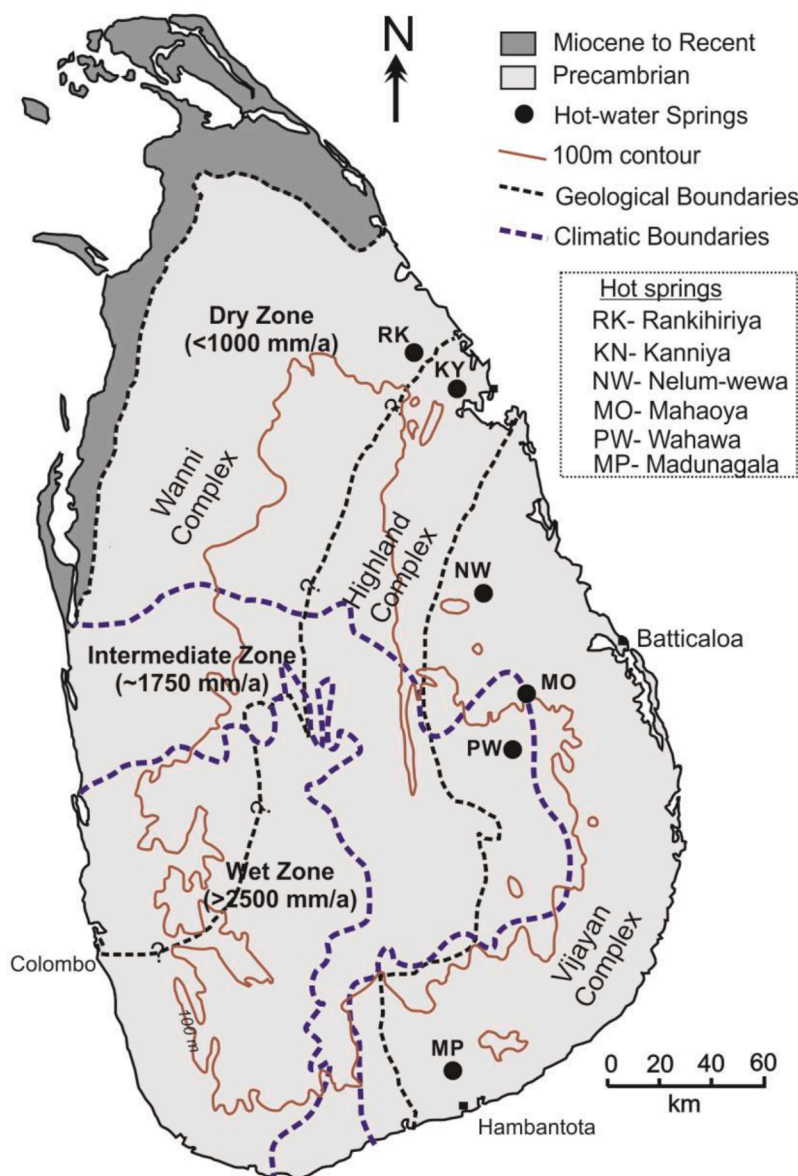 N
Miocene to Recent
Precambrian
Hot-water Springs
100m contour
Geological Boundaries
Climatic Boundaries
Hot springs
RK- Rankihiriya
KN- Kanniya
NW- Nelum-wewa
MO- Mahaoya
PW- Wahawa
MP- Madunagala
Dry Zone
(<1000 mm/a)
RK
KY
?
Wanni
Complex
Highland
Complex
NW
?
Batticaloa
Intermediate Zone
(~1750 mm/a)
MO
PW
?
Wet Zone
(>2500 mm/a)
Vijayan
Complex
Colombo
?
100 m
MP
Hambantota
0 20 40 60
km